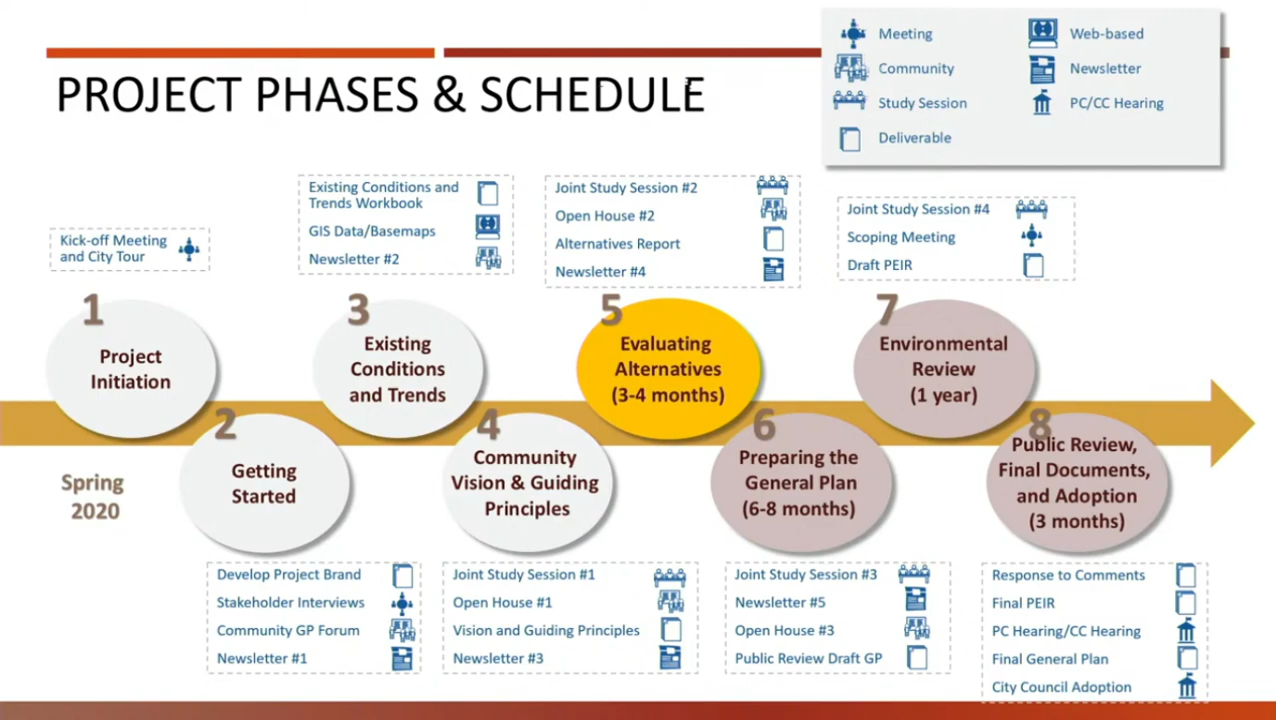 PROJECT PHASES & SCHEDULE
Meeting
Community
Study Session
Deliverable
Web-based
Newsletter
PC/CC Hearing
Kick-off Meeting
and City Tour
1
Project
Initiation
Spring
2020
2
Getting
Started
Develop Project Brand
Stakeholder Interviews
Community GP Forum
Newsletter #1
Existing Conditions and
Trends Workbook
GIS Data/Basemaps
Newsletter #2
3
Existing
Conditions
and Trends
4
Community
Vision & Guiding
Principles
Joint Study Session #1
Open House #1
Vision and Guiding Principles
Newsletter #3
Joint Study Session #2
Open House #2
Alternatives Report
Newsletter #4
5
Evaluating
Alternatives
(3-4 months)
6
Preparing the
General Plan
(6-8 months)
Joint Study Session #3
Newsletter #5
Open House #3
Public Review Draft GP
Joint Study Session #4
Scoping Meeting
Draft PEIR
7
Environmental
Review
(1 year)
8
Public Review,
Final Documents,
and Adoption
(3 months)
Response to Comments
Final PEIR
PC Hearing/CC Hearing
Final General Plan
City Council Adoption